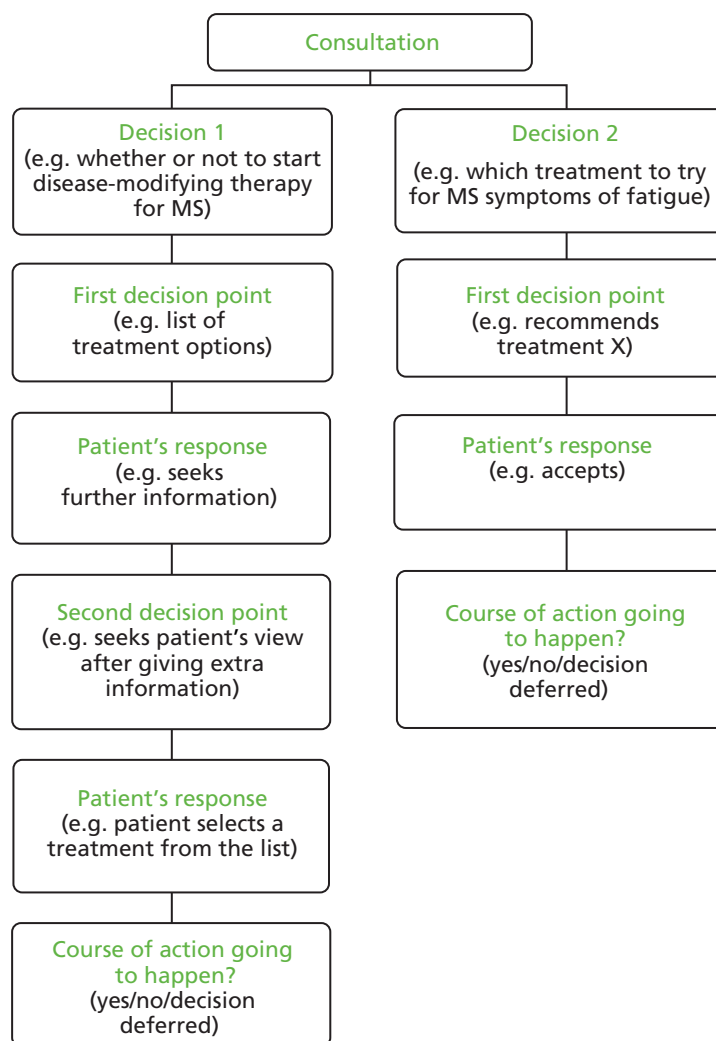 Consultation
Decision 1
(e.g. whether or not to start
disease-modifying therapy
for MS)
First decision point
(e.g. list of
treatment options)
Patient's response
(e.g. seeks
further information)
Second decision point
(e.g. seeks patient's view
after giving extra
information)
Patient's response
(e.g. patient selects a
treatment from the list)
Course of action going
to happen?
(yes/no/decision
deferred)
Decision 2
(e.g. which treatment to try
for MS symptoms of fatigue)
First decision point
(e.g. recommends
treatment X)
Patient's response
(e.g. accepts)
Course of action going
to happen?
(yes/no/decision
deferred)